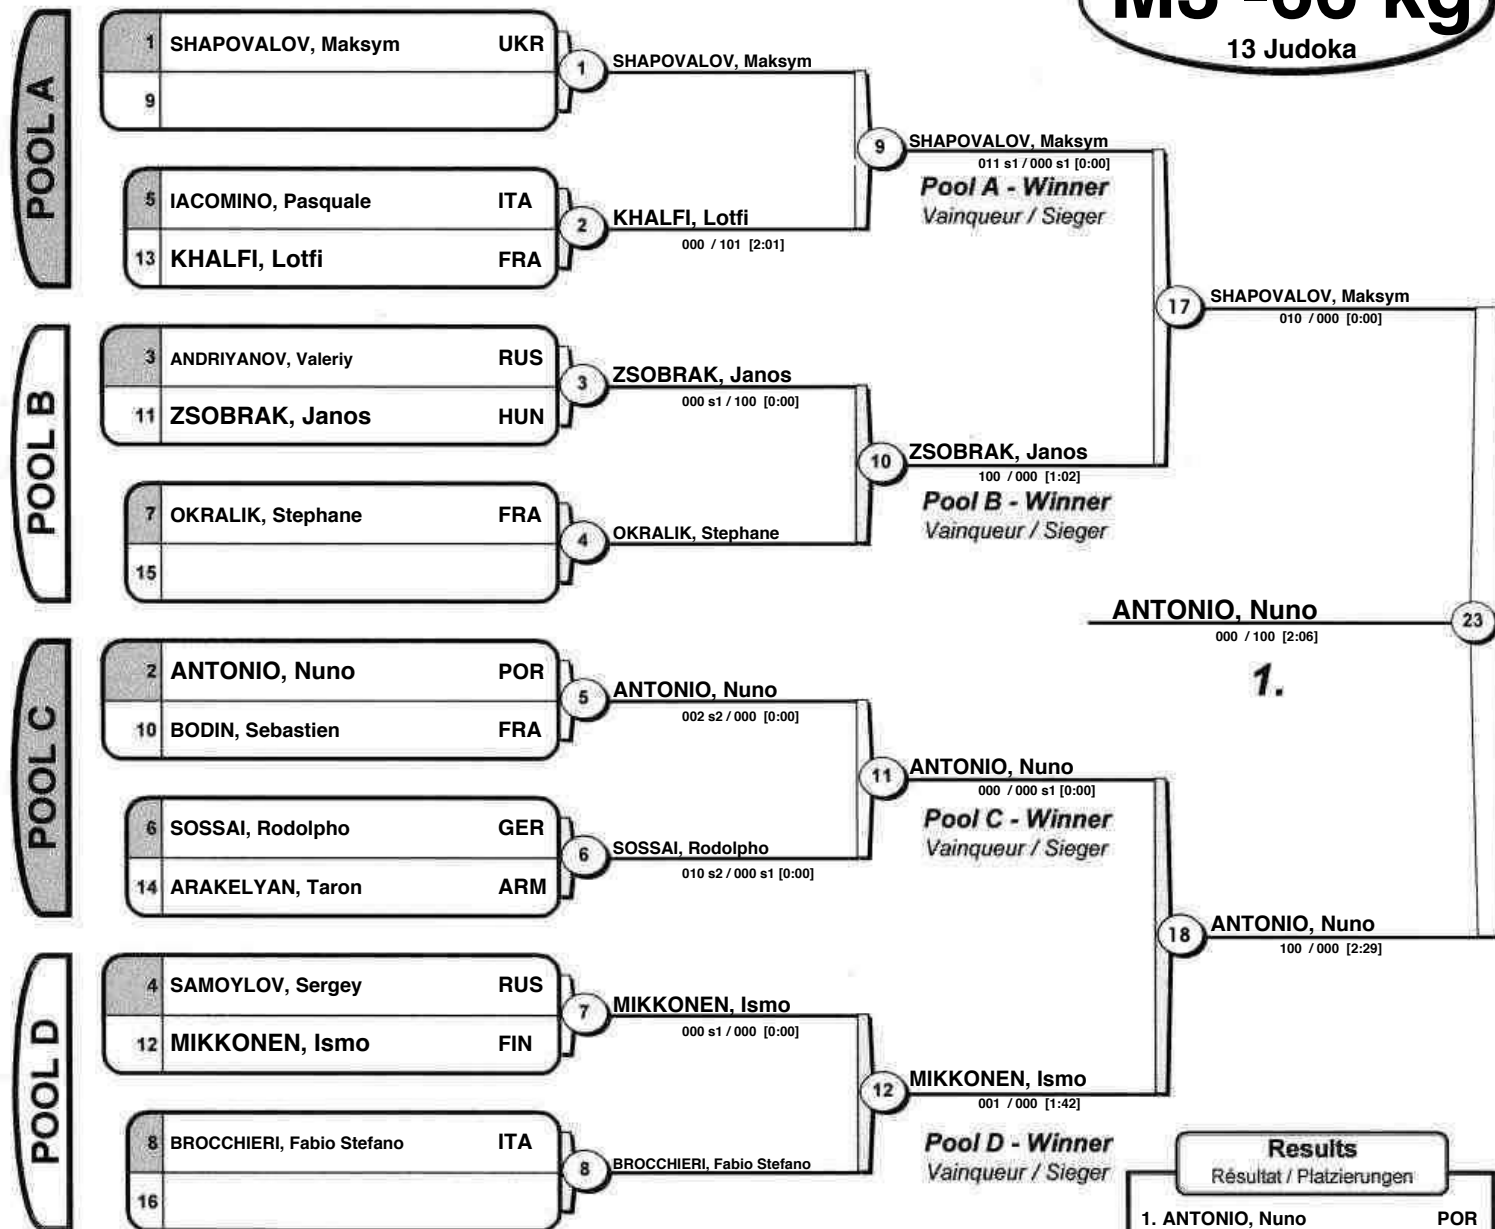 M3 -66 kg
13 Judoka
POOL A
1 SHAPOVALOV, Maksym UKR
9
5 IACOMINO, Pasquale ITA
13 KHALFI, Lotfi FRA
1 SHAPOVALOV, Maksym
2 KHALFI, Lotfi
000 / 101 [2:01]
9 SHAPOVALOV, Maksym
011 s1 / 000 s1 [0:00]
Pool A - Winner
Vainqueur / Sieger
POOL B
3 ANDRIYANOV, Valeriy RUS
11 ZSOBRAK, Janos HUN
7 OKRALIK, Stephane FRA
15
3 ZSOBRAK, Janos
000 s1 / 100 [0:00]
4 OKRALIK, Stephane
10 ZSOBRAK, Janos
100 / 000 [1:02]
Pool B - Winner
Vainqueur / Sieger
17 SHAPOVALOV, Maksym
010 / 000 [0:00]
ANTONIO, Nuno 23
000 / 100 [2:06]
1.
POOL C
2 ANTONIO, Nuno POR
10 BODIN, Sebastien FRA
6 SOSSAI, Rodolpho GER
14 ARAKELYAN, Taron ARM
5 ANTONIO, Nuno
002 s2 / 000 [0:00]
6 SOSSAI, Rodolpho
010 s2 / 000 s1 [0:00]
11 ANTONIO, Nuno
000 / 000 s1 [0:00]
Pool C - Winner
Vainqueur / Sieger
POOL D
4 SAMOYLOV, Sergey RUS
12 MIKKONEN, Ismo FIN
8 BROCCHIERI, Fabio Stefano ITA
16
7 MIKKONEN, Ismo
000 s1 / 000 [0:00]
8 BROCCHIERI, Fabio Stefano
12 MIKKONEN, Ismo
001 / 000 [1:42]
Pool D - Winner
Vainqueur / Sieger
18 ANTONIO, Nuno
100 / 000 [2:29]
Results
Résultat / Platzierungen
1. ANTONIO, Nuno POR